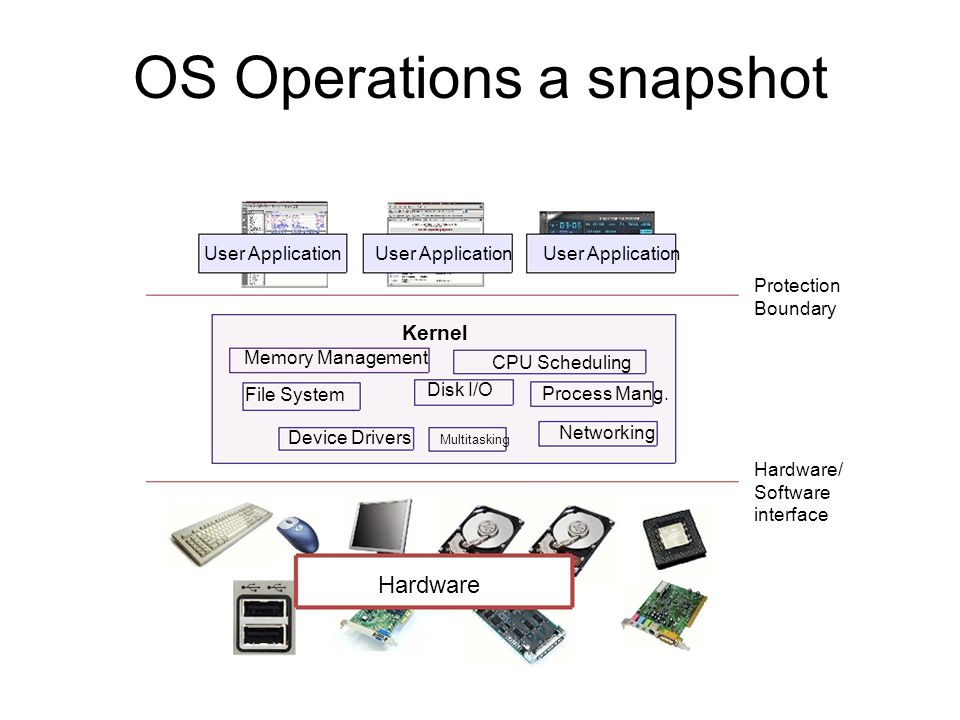 OS Operations a snapshot
User Application
User Application
User Application
Protection
Boundary
Kernel
Memory Management
CPU Scheduling
File System
Disk I/O
Process Mang.
Device Drivers
Multitasking
Networking
Hardware/
Software
interface
Hardware